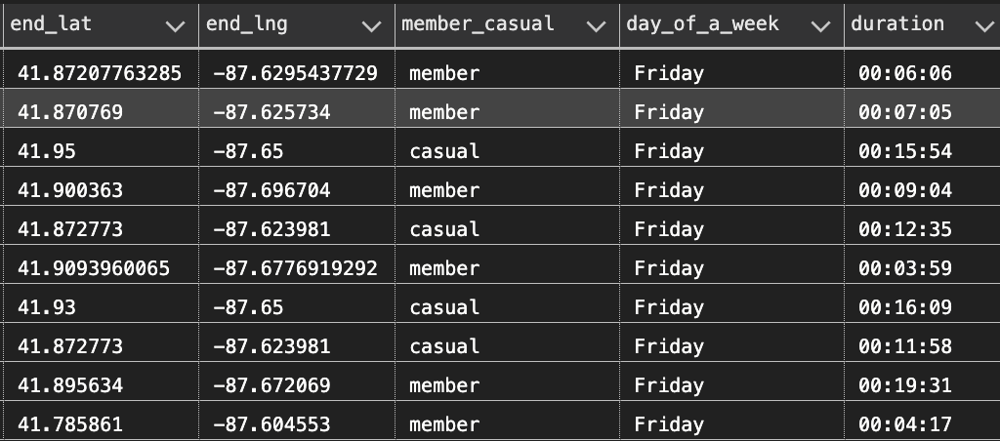 end_lat end_lng member_casual day_of_a_week duration
41.87207763285 -87.6295437729 member Friday 00:06:06
41.870769 -87.625734 member Friday 00:07:05
41.95 -87.65 casual Friday 00:15:54
41.900363 -87.696704 member Friday 00:09:04
41.872773 -87.623981 casual Friday 00:12:35
41.9093960065 -87.6776919292 member Friday 00:03:59
41.93 -87.65 casual Friday 00:16:09
41.872773 -87.623981 casual Friday 00:11:58
41.895634 -87.672069 member Friday 00:19:31
41.785861 -87.604553 member Friday 00:04:17